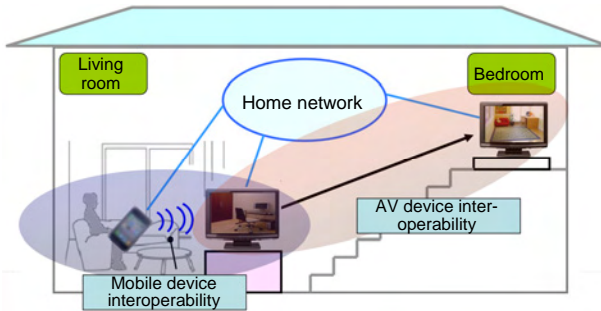 Living
room
Bedroom
Home network
AV device inter-
operability
Mobile device
interoperability